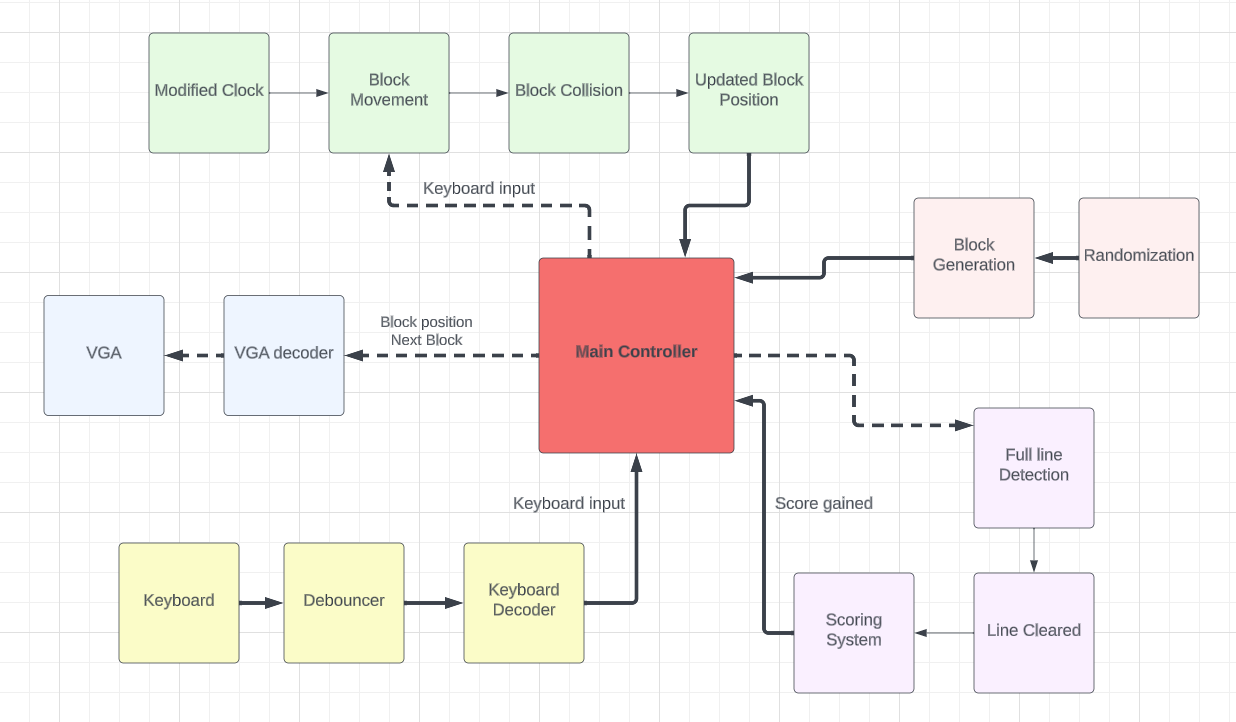 Modified Clock
Block
Movement
Block Collision
Updated Block
Position
Keyboard input
Block
Generation
Randomization
VGA
VGA decoder
Block position
Next Block
Main Controller
Full line
Detection
Keyboard input
Score gained
Keyboard
Debouncer
Keyboard
Decoder
Scoring
System
Line Cleared